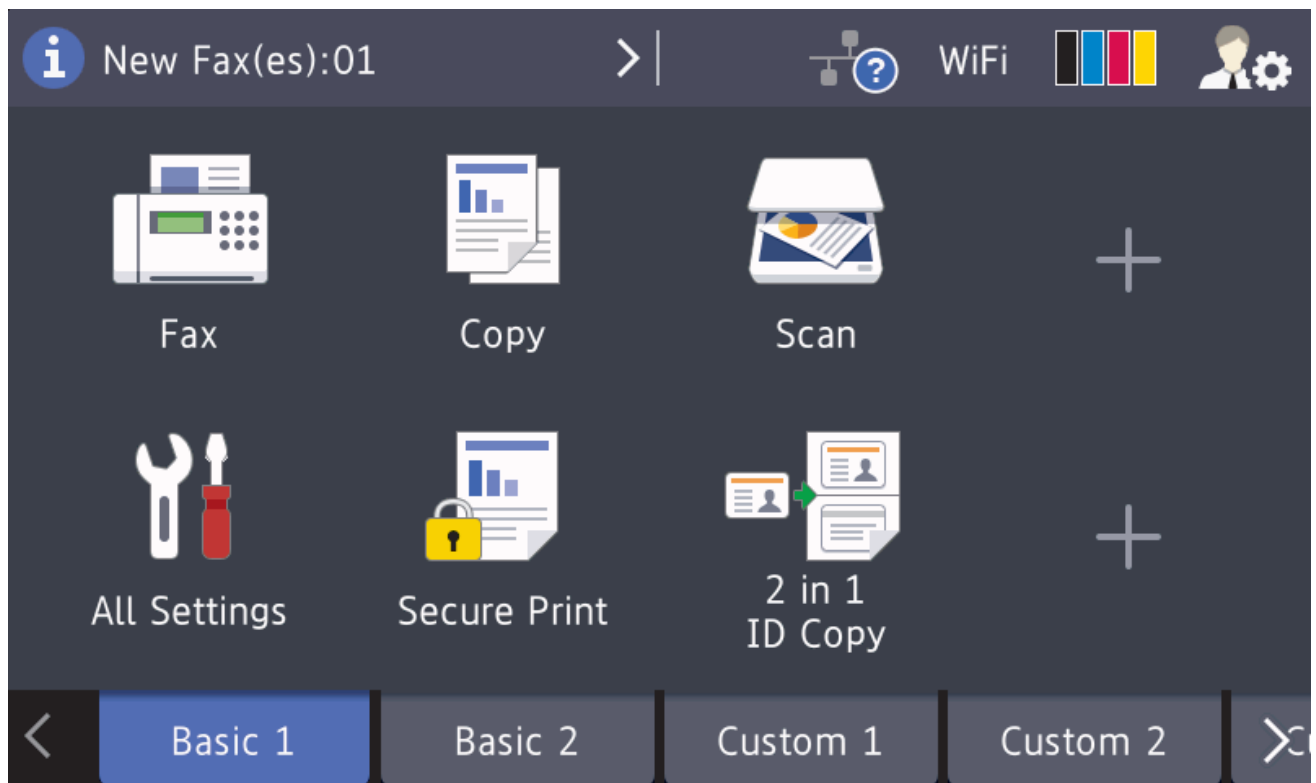 New Fax(es):01
WiFi
Fax
Copy
Scan
All Settings
Secure Print
2 in 1
ID Copy
Basic 1
Basic 2
Custom 1
Custom 2